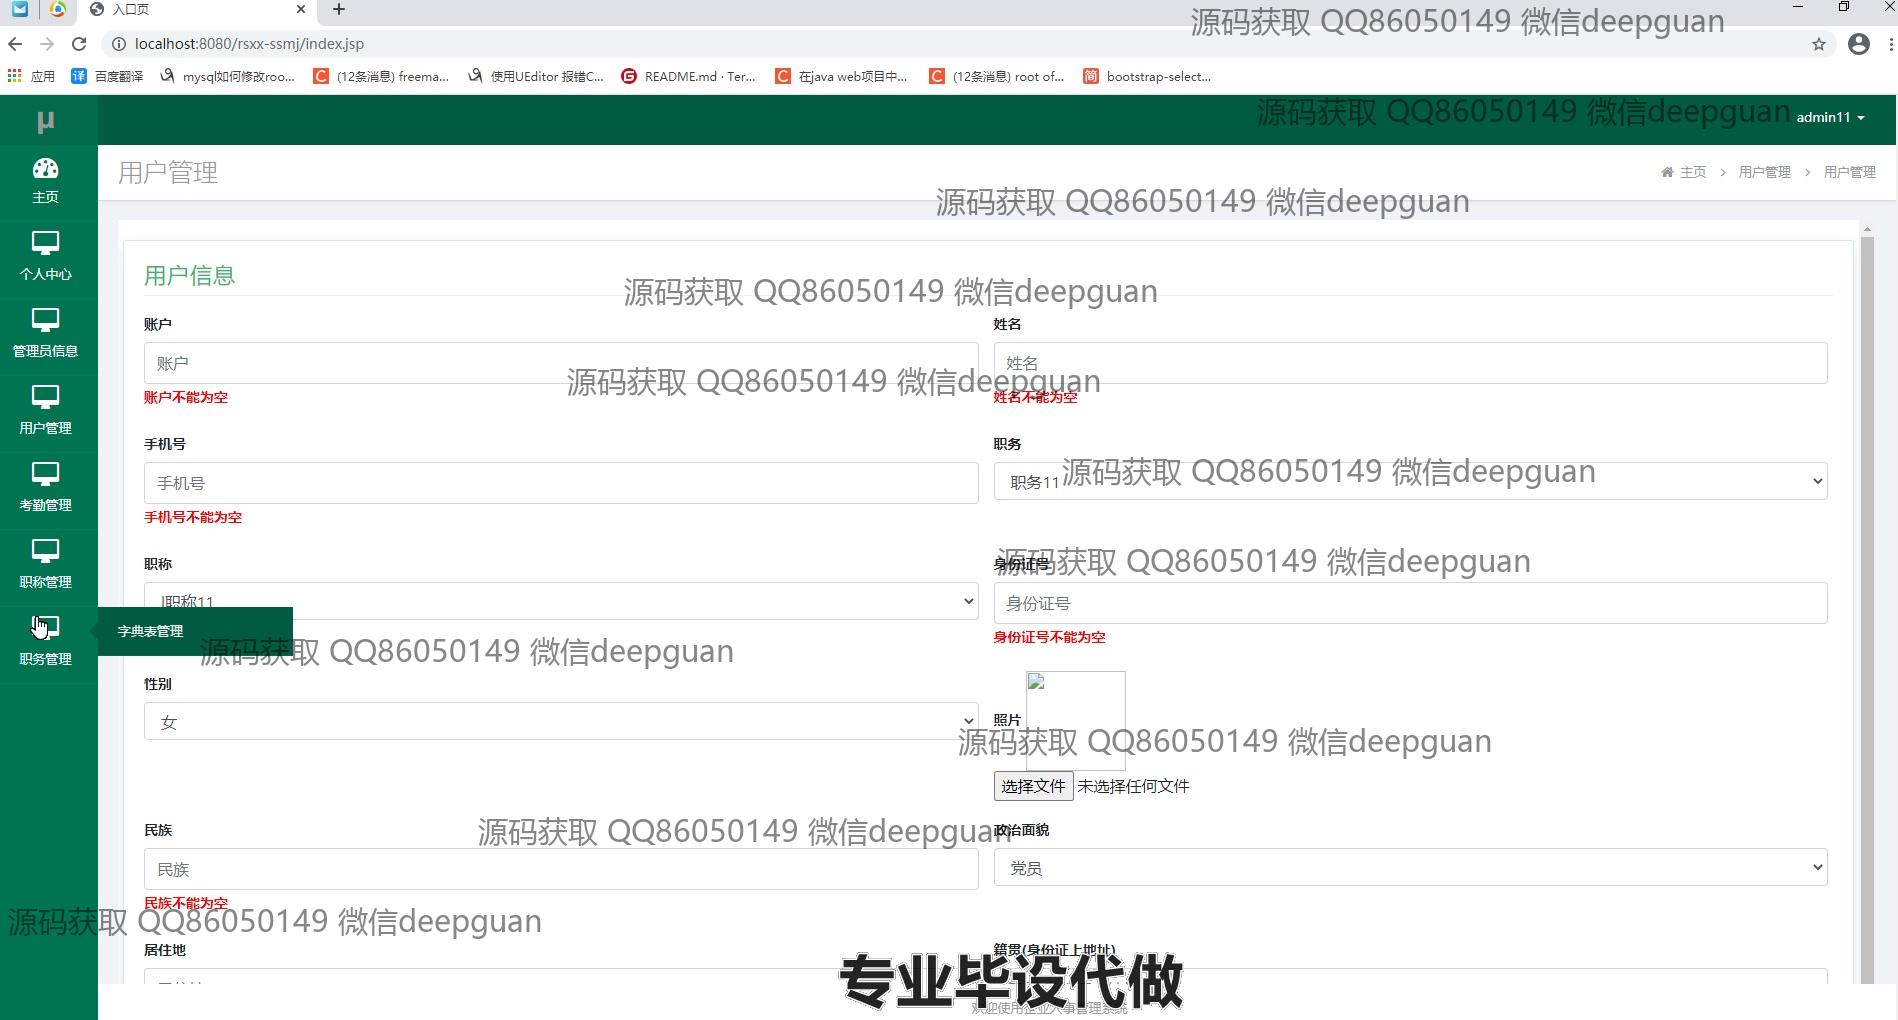 入口页
源码获取 QQ86050149 微信deepguan
localhost:8080/rsxx-ssmj/index.jsp
应用 百度翻译 mysql如何修改roo... (12条消息) freema... 使用UEditor 报错C... README.md · Ter... 在java web项目中... (12条消息) root of... bootstrap-select...
μ
源码获取 QQ86050149 微信deepguan
admin11
主页
用户管理
主页 > 用户管理 > 用户管理
源码获取 QQ86050149 微信deepguan
个人中心
用户信息
源码获取 QQ86050149 微信deepguan
账户 姓名
管理员信息
账户 姓名
源码获取 QQ86050149 微信deepguan
账户不能为空 姓名不能为空
用户管理
手机号 职务
源码获取 QQ86050149 微信deepguan
手机号 职务11
考勤管理
手机号不能为空
职称 身份证号
源码获取 QQ86050149 微信deepguan
职称管理
职称11 身份证号
字典表管理
身份证号不能为空
源码获取 QQ86050149 微信deepguan
职务管理
性别
女 照片
源码获取 QQ86050149 微信deepguan
选择文件 未选择任何文件
民族 政治面貌
源码获取 QQ86050149 微信deepguan
民族 党员
民族不能为空
源码获取 QQ86050149 微信deepguan
居住地 籍贯(身份证上地址)
专业毕设代做
欢迎使用企业人事管理系统